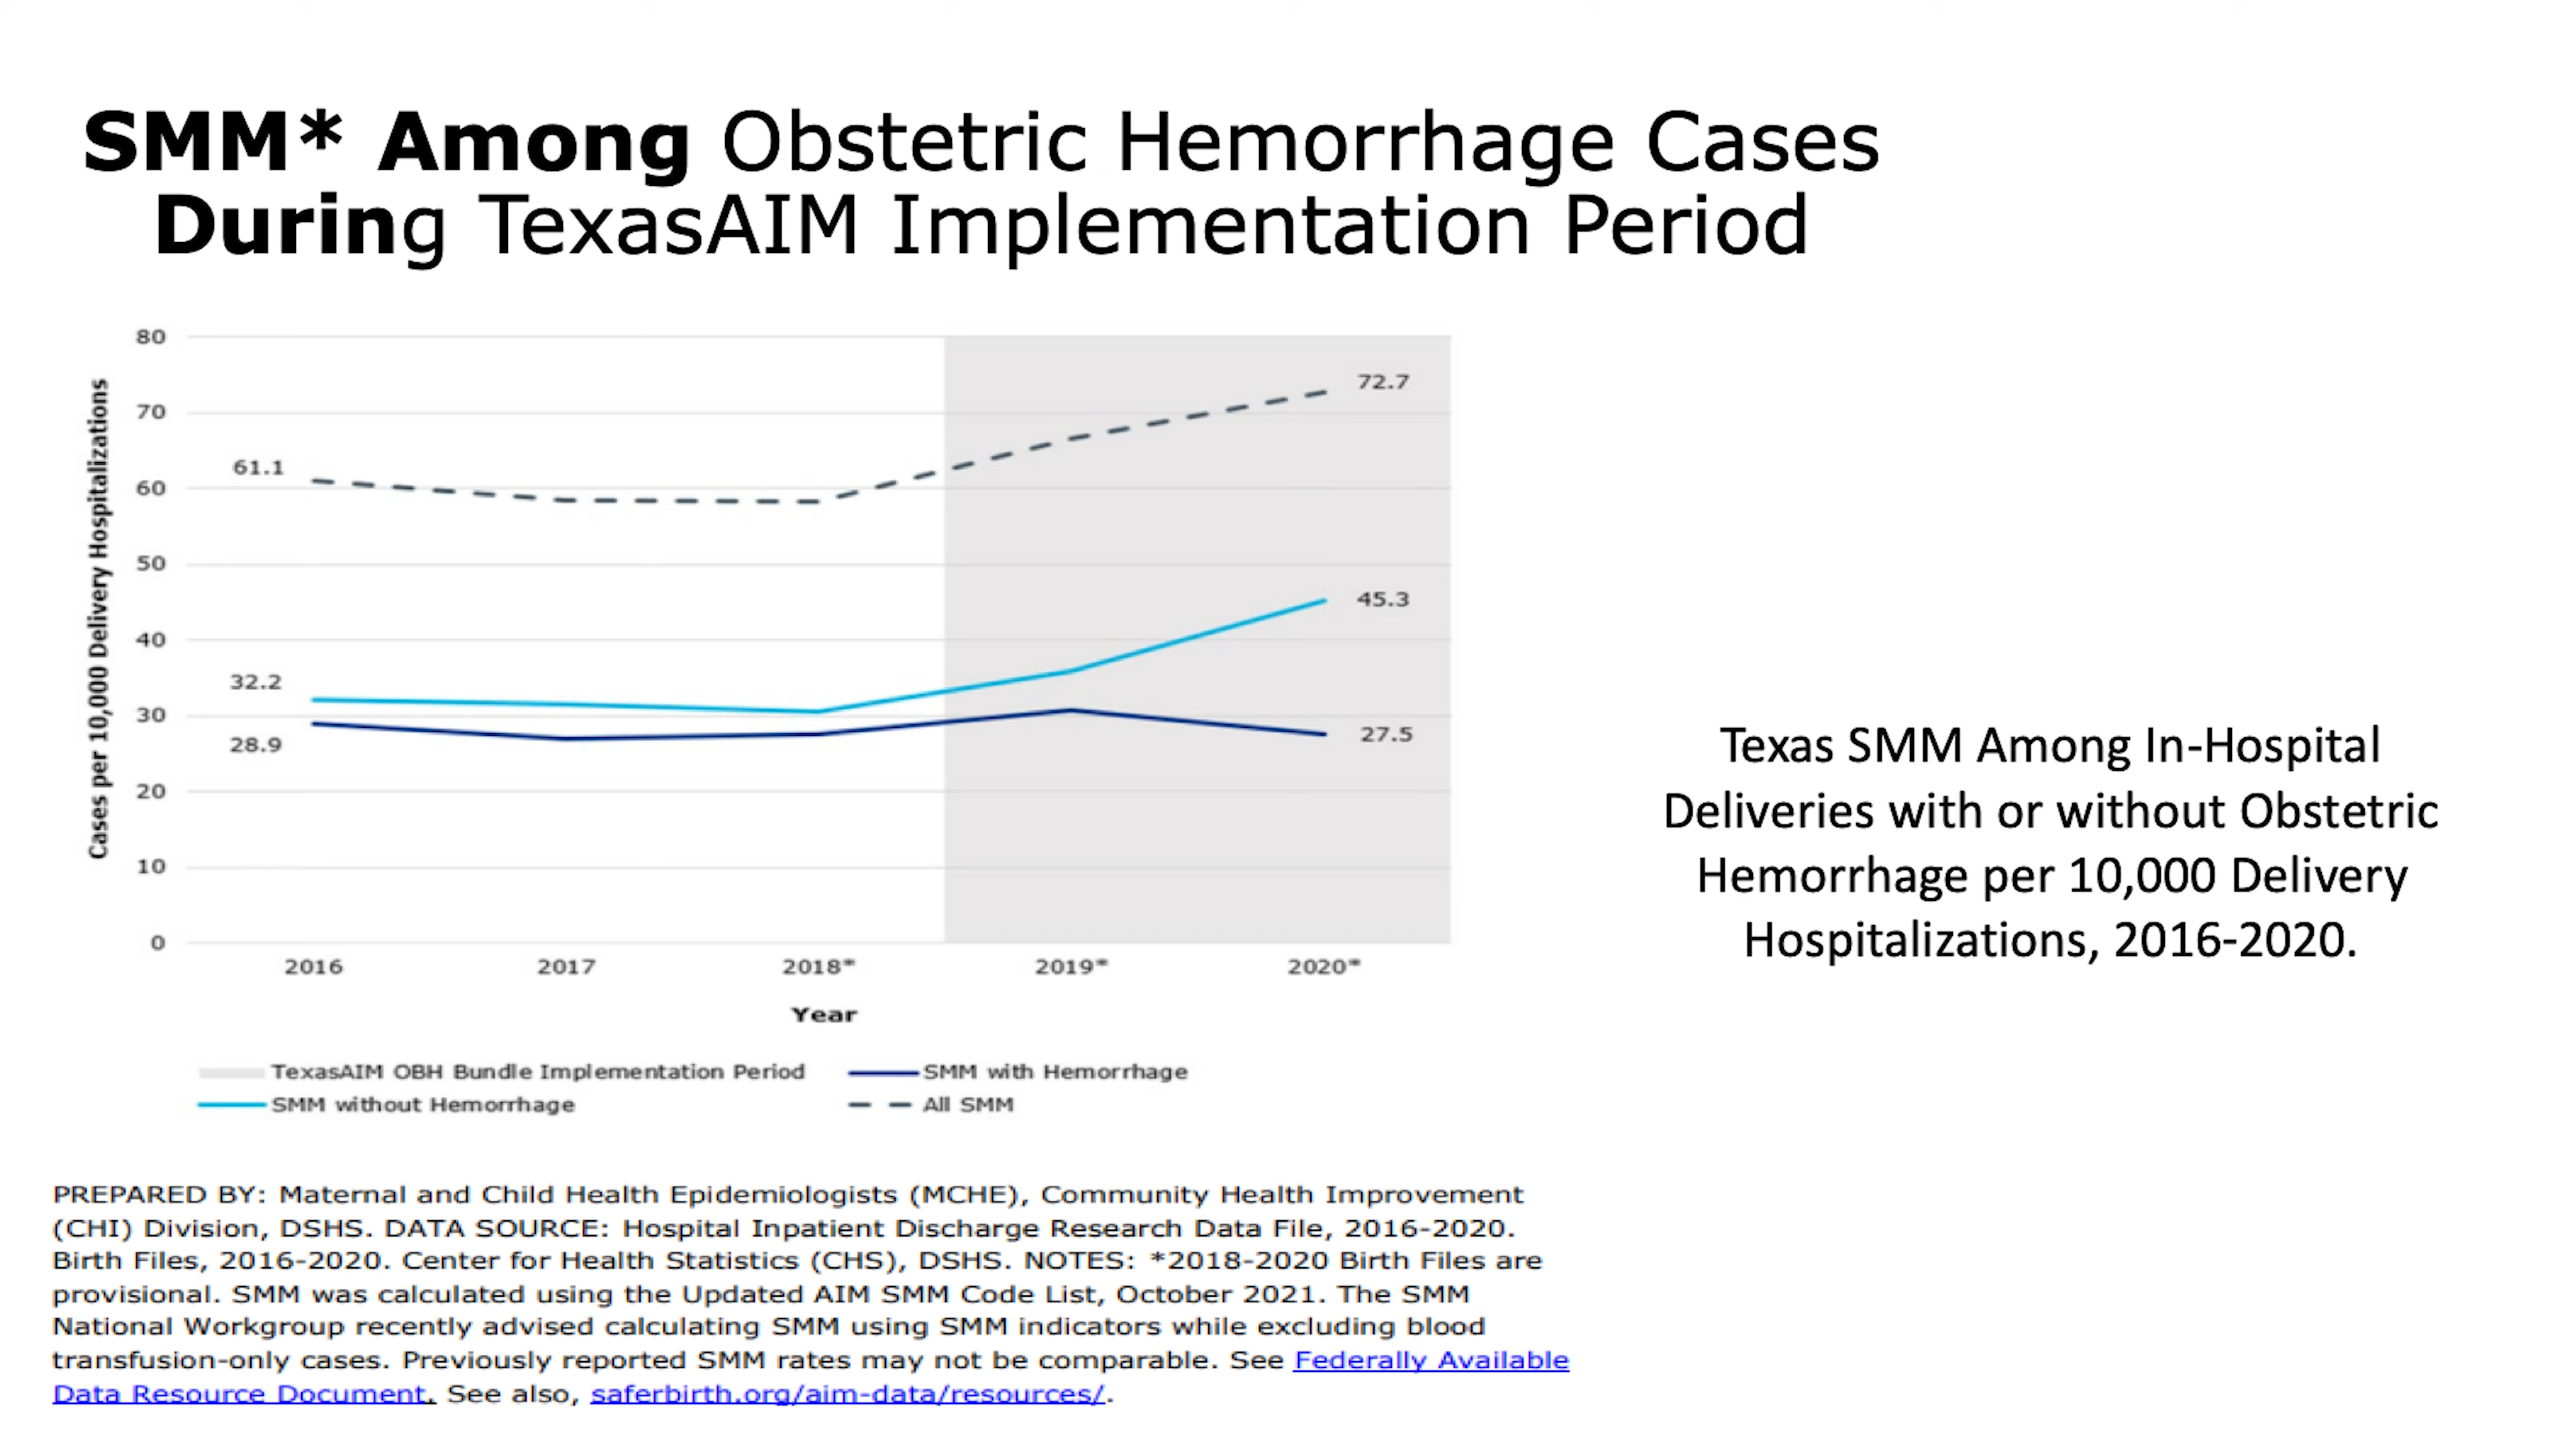 SMM* Among Obstetric Hemorrhage Cases
During TexasAIM Implementation Period
80
70
60
50
40
30
20
10
0
Cases per 10,000 Delivery Hospitalizations
61.1
72.7
32.2
45.3
28.9
27.5
2016 2017 2018* 2019* 2020*
Year
TexasAIM OBH Bundle Implementation Period SMM with Hemorrhage
SMM without Hemorrhage All SMM
Texas SMM Among In-Hospital
Deliveries with or without Obstetric
Hemorrhage per 10,000 Delivery
Hospitalizations, 2016-2020.
PREPARED BY: Maternal and Child Health Epidemiologists (MCHE), Community Health Improvement
(CHI) Division, DSHS. DATA SOURCE: Hospital Inpatient Discharge Research Data File, 2016-2020.
Birth Files, 2016-2020. Center for Health Statistics (CHS), DSHS. NOTES: *2018-2020 Birth Files are
provisional. SMM was calculated using the Updated AIM SMM Code List, October 2021. The SMM
National Workgroup recently advised calculating SMM using SMM indicators while excluding blood
transfusion-only cases. Previously reported SMM rates may not be comparable. See Federally Available
Data Resource Document. See also, saferbirth.org/aim-data/resources/.